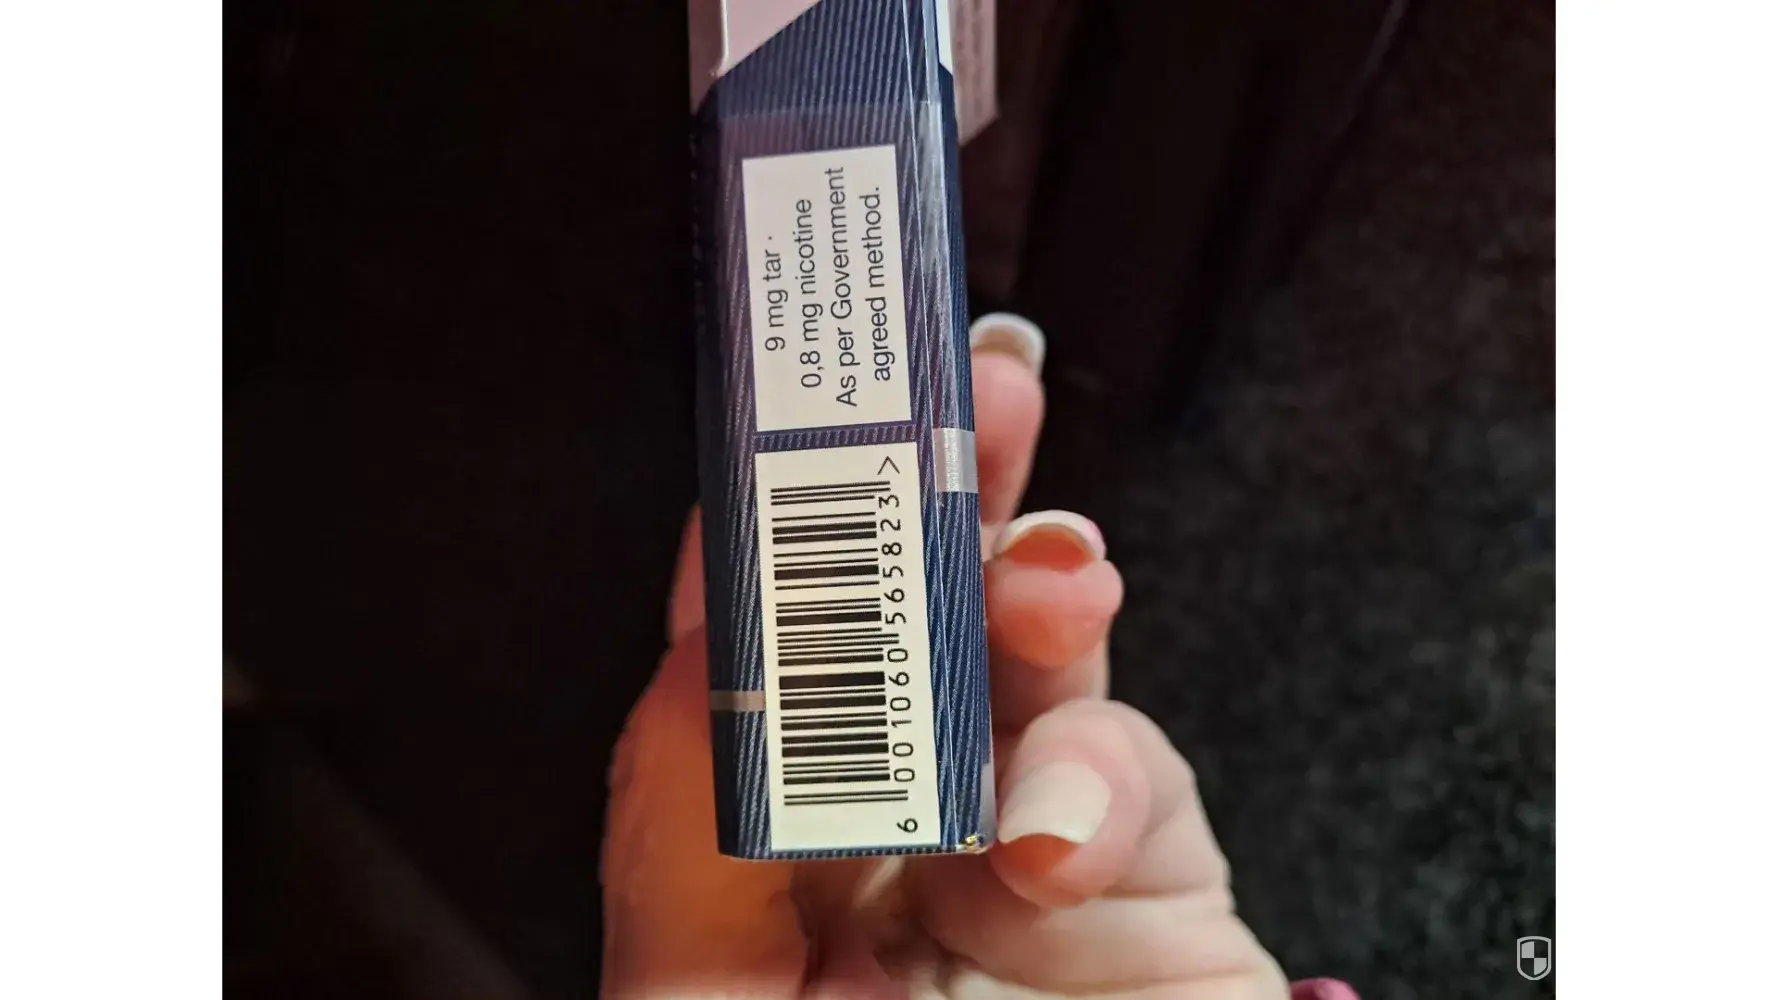 9 mg tar ·
0,8 mg nicotine
As per Government
agreed method.
6 001060 565823 >